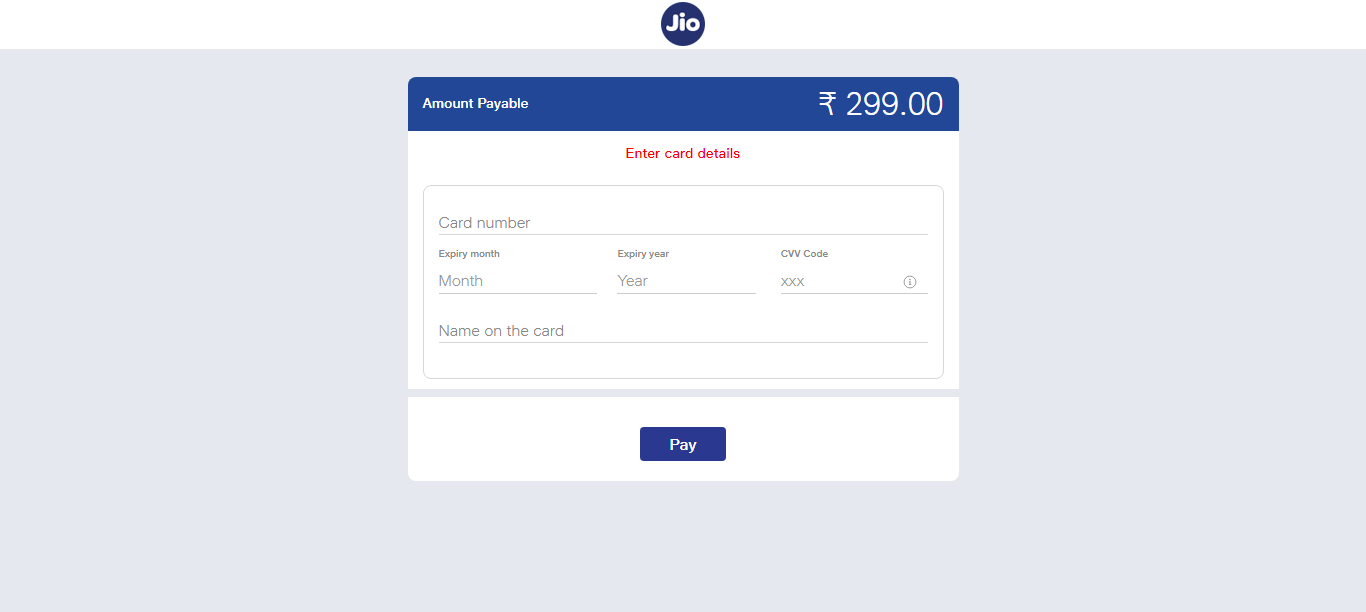 Jio
Amount Payable ₹ 299.00
Enter card details
Card number
Expiry month Expiry year CVV Code
Month Year xxx
Name on the card
Pay